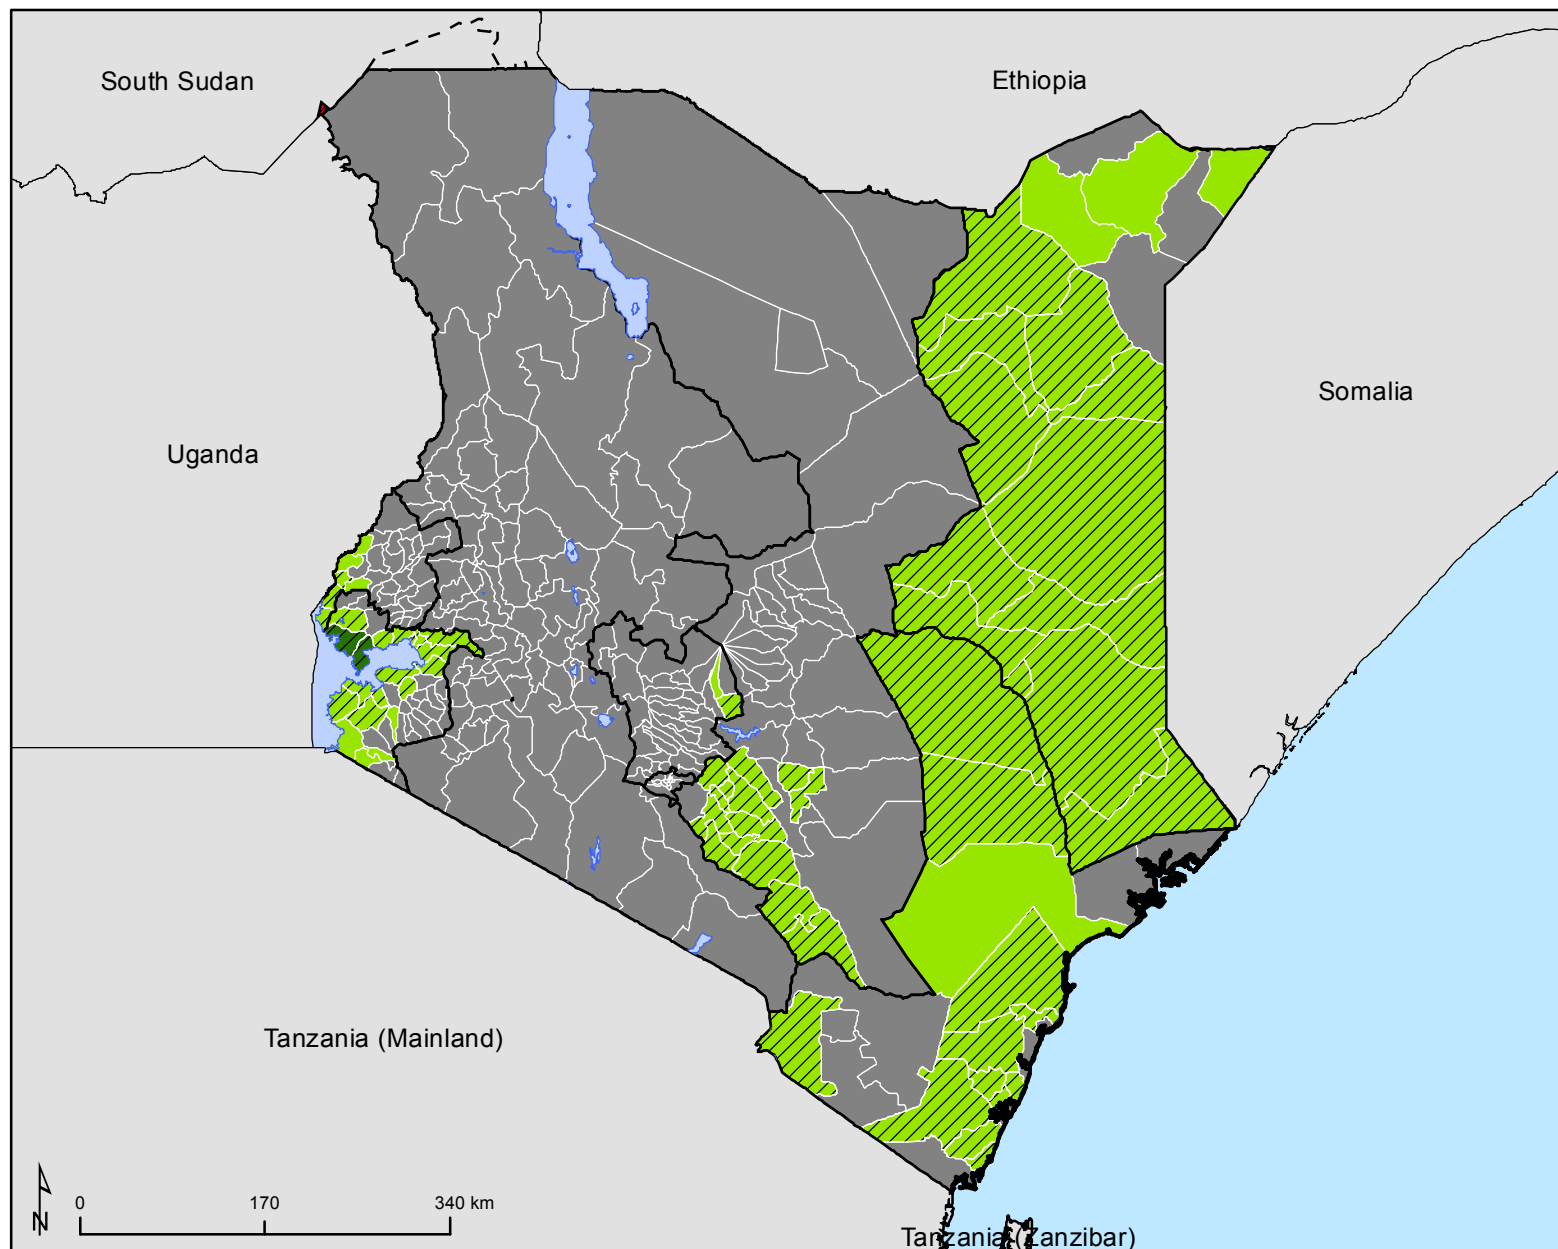 South Sudan
Ethiopia
Somalia
Uganda
Tanzania (Mainland)
N
0 170 340 km
Tanzania (Zanzibar)